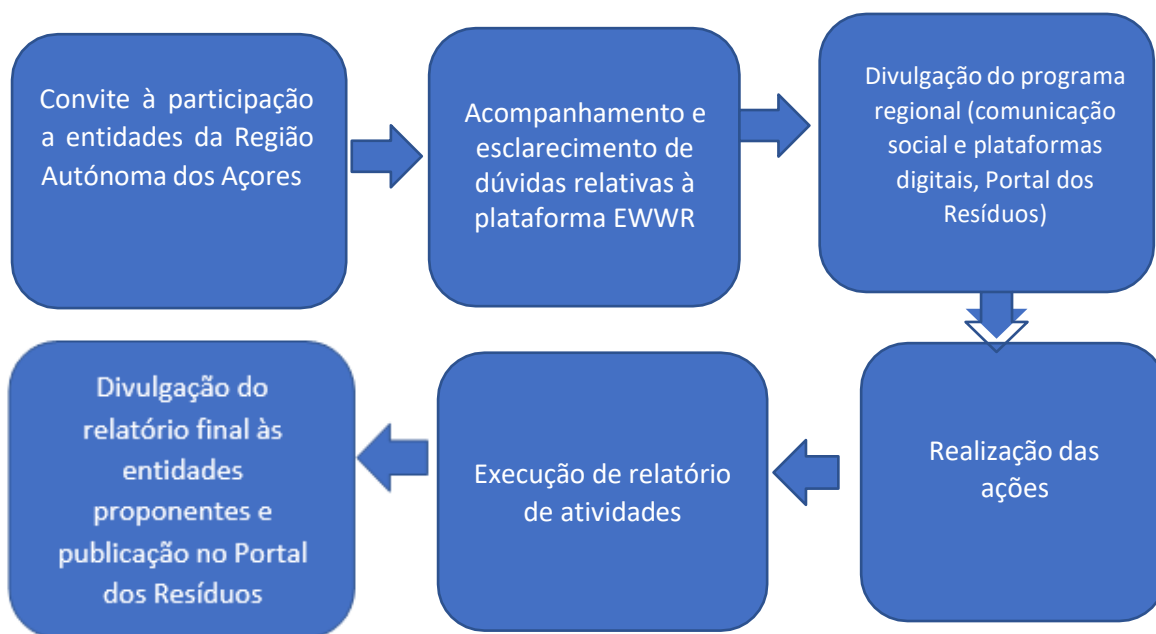 Convite à participação
a entidades da Região
Autónoma dos Açores
Acompanhamento e
esclarecimento de
dúvidas relativas à
plataforma EWWR
Divulgação do programa
regional (comunicação
social e plataformas
digitais, Portal dos
Resíduos)
Realização das
ações
Execução de relatório
de atividades
Divulgação do
relatório final às
entidades
proponentes e
publicação no Portal
dos Resíduos